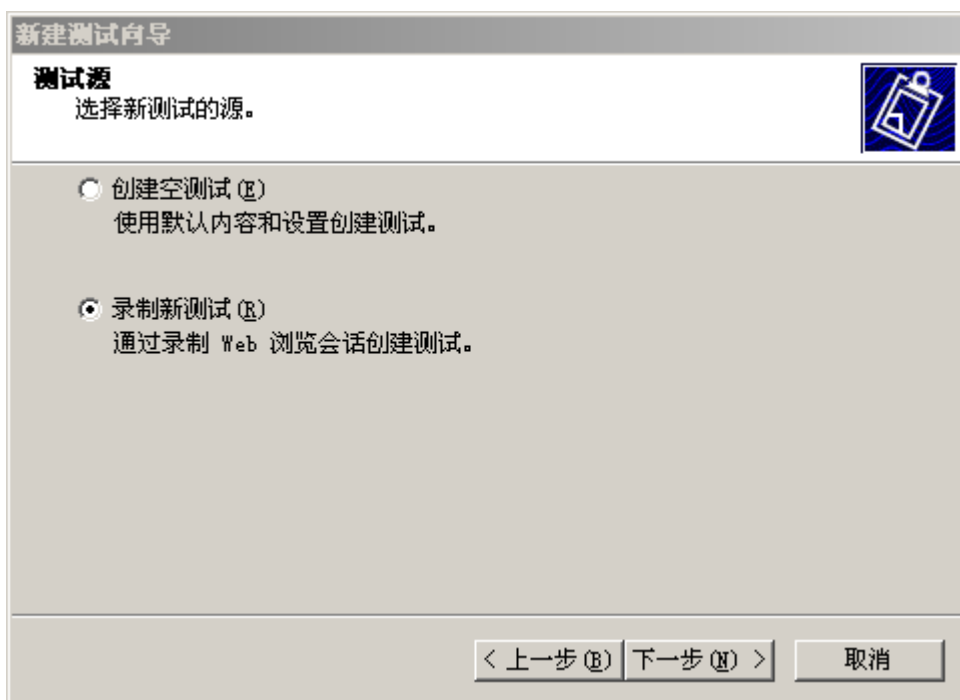 新建测试向导
测试源
选择新测试的源。
创建空测试(E)
使用默认内容和设置创建测试。
录制新测试(R)
通过录制 Web 浏览会话创建测试。
< 上一步(B) 下一步(N) > 取消